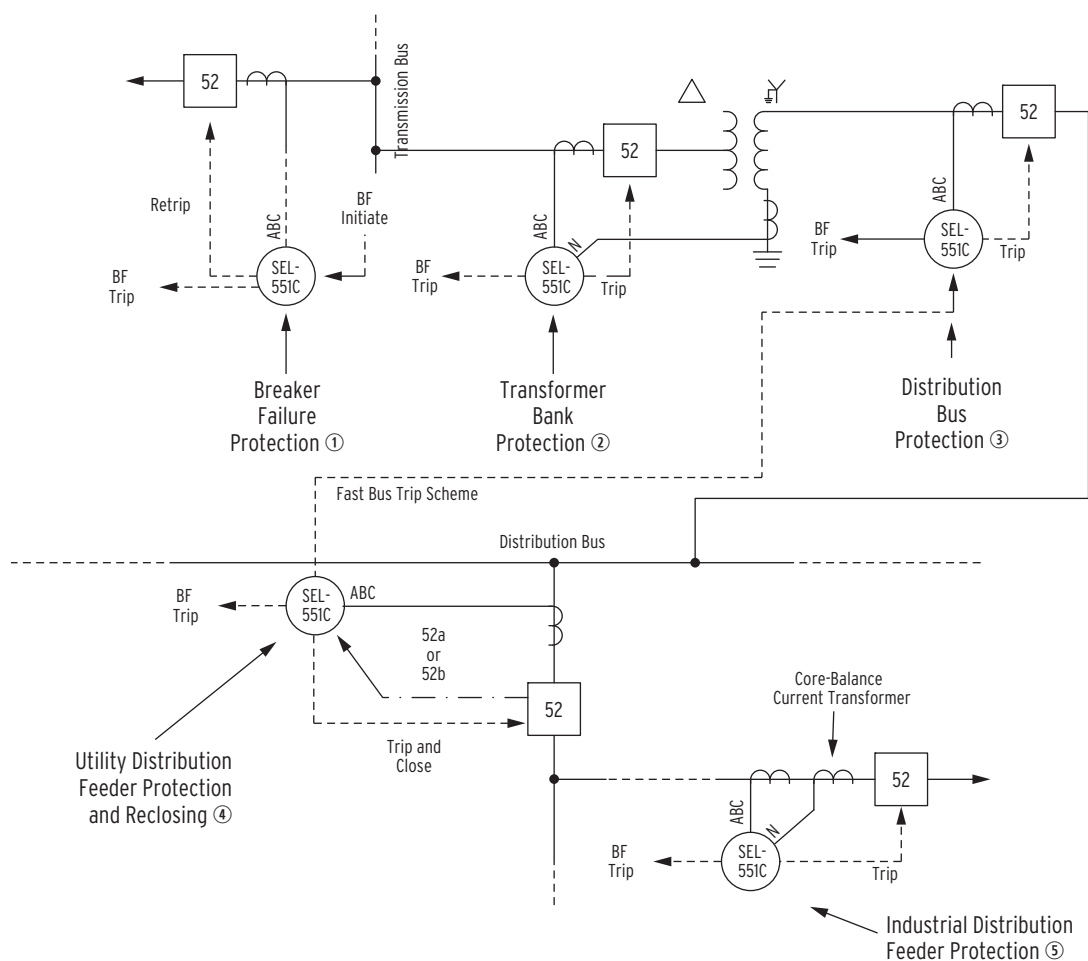 52
Transmission Bus
52
52
Retrip
BF
Initiate
ABC
ABC
N
ABC
BF
Trip
SEL-
551C
BF
Trip
SEL-
551C
Trip
BF
Trip
SEL-
551C
Trip
Breaker
Failure
Protection ①
Transformer
Bank
Protection ②
Distribution
Bus
Protection ③
Fast Bus Trip Scheme
Distribution Bus
BF
Trip
SEL-
551C
ABC
52a
or
52b
52
Trip and
Close
Utility Distribution
Feeder Protection
and Reclosing ④
Core-Balance
Current Transformer
52
ABC
N
BF
Trip
SEL-
551C
Trip
Industrial Distribution
Feeder Protection ⑤